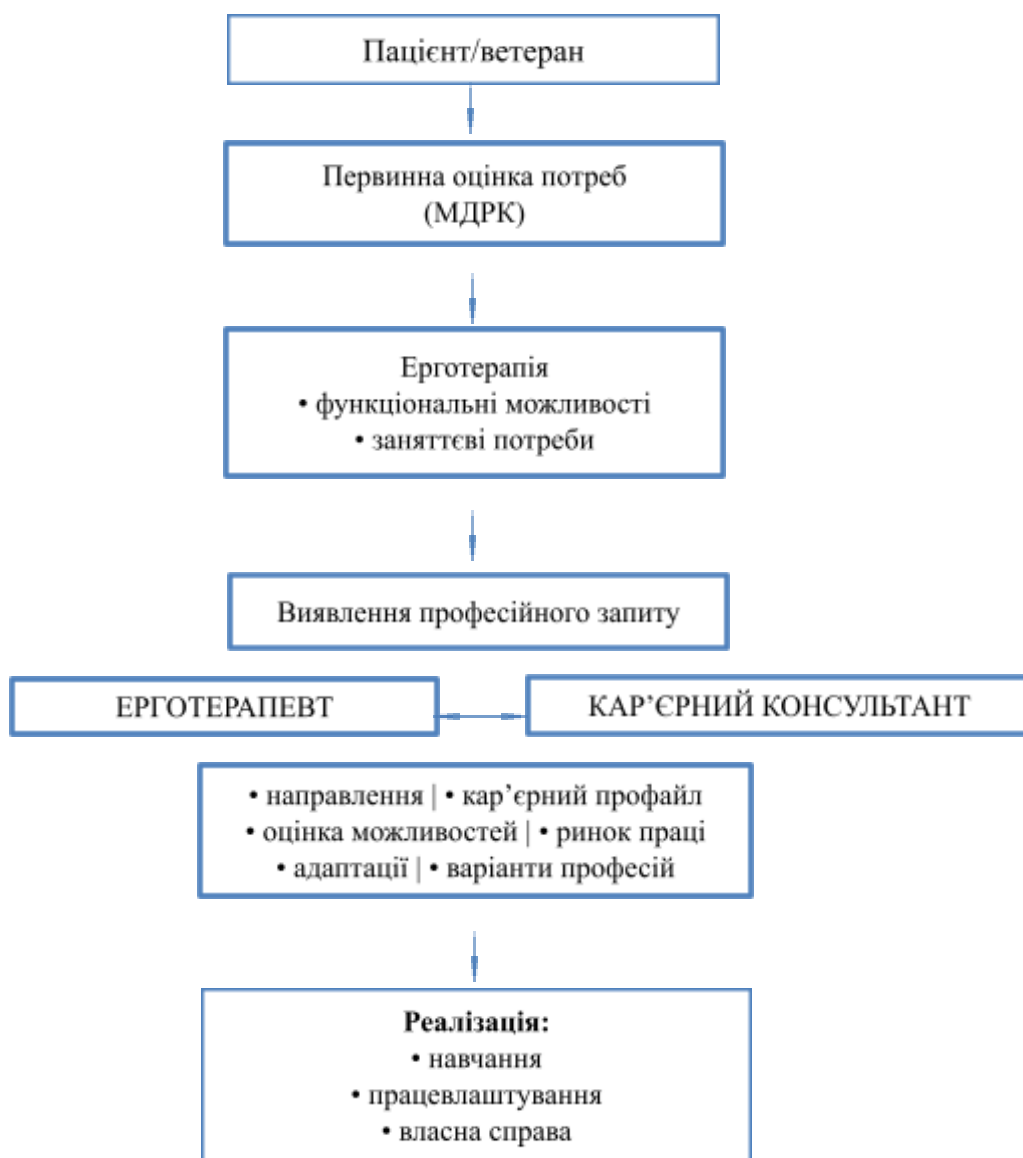 Пацієнт/ветеран
Первинна оцінка потреб
(МДРК)
Ерготерапія
• функціональні можливості
• заняттєві потреби
Виявлення професійного запиту
ЕРГОТЕРАПЕВТ
КАР’ЄРНИЙ КОНСУЛЬТАНТ
• направлення | • кар’єрний профайл
• оцінка можливостей | • ринок праці
• адаптації | • варіанти професій
Реалізація:
• навчання
• працевлаштування
• власна справа